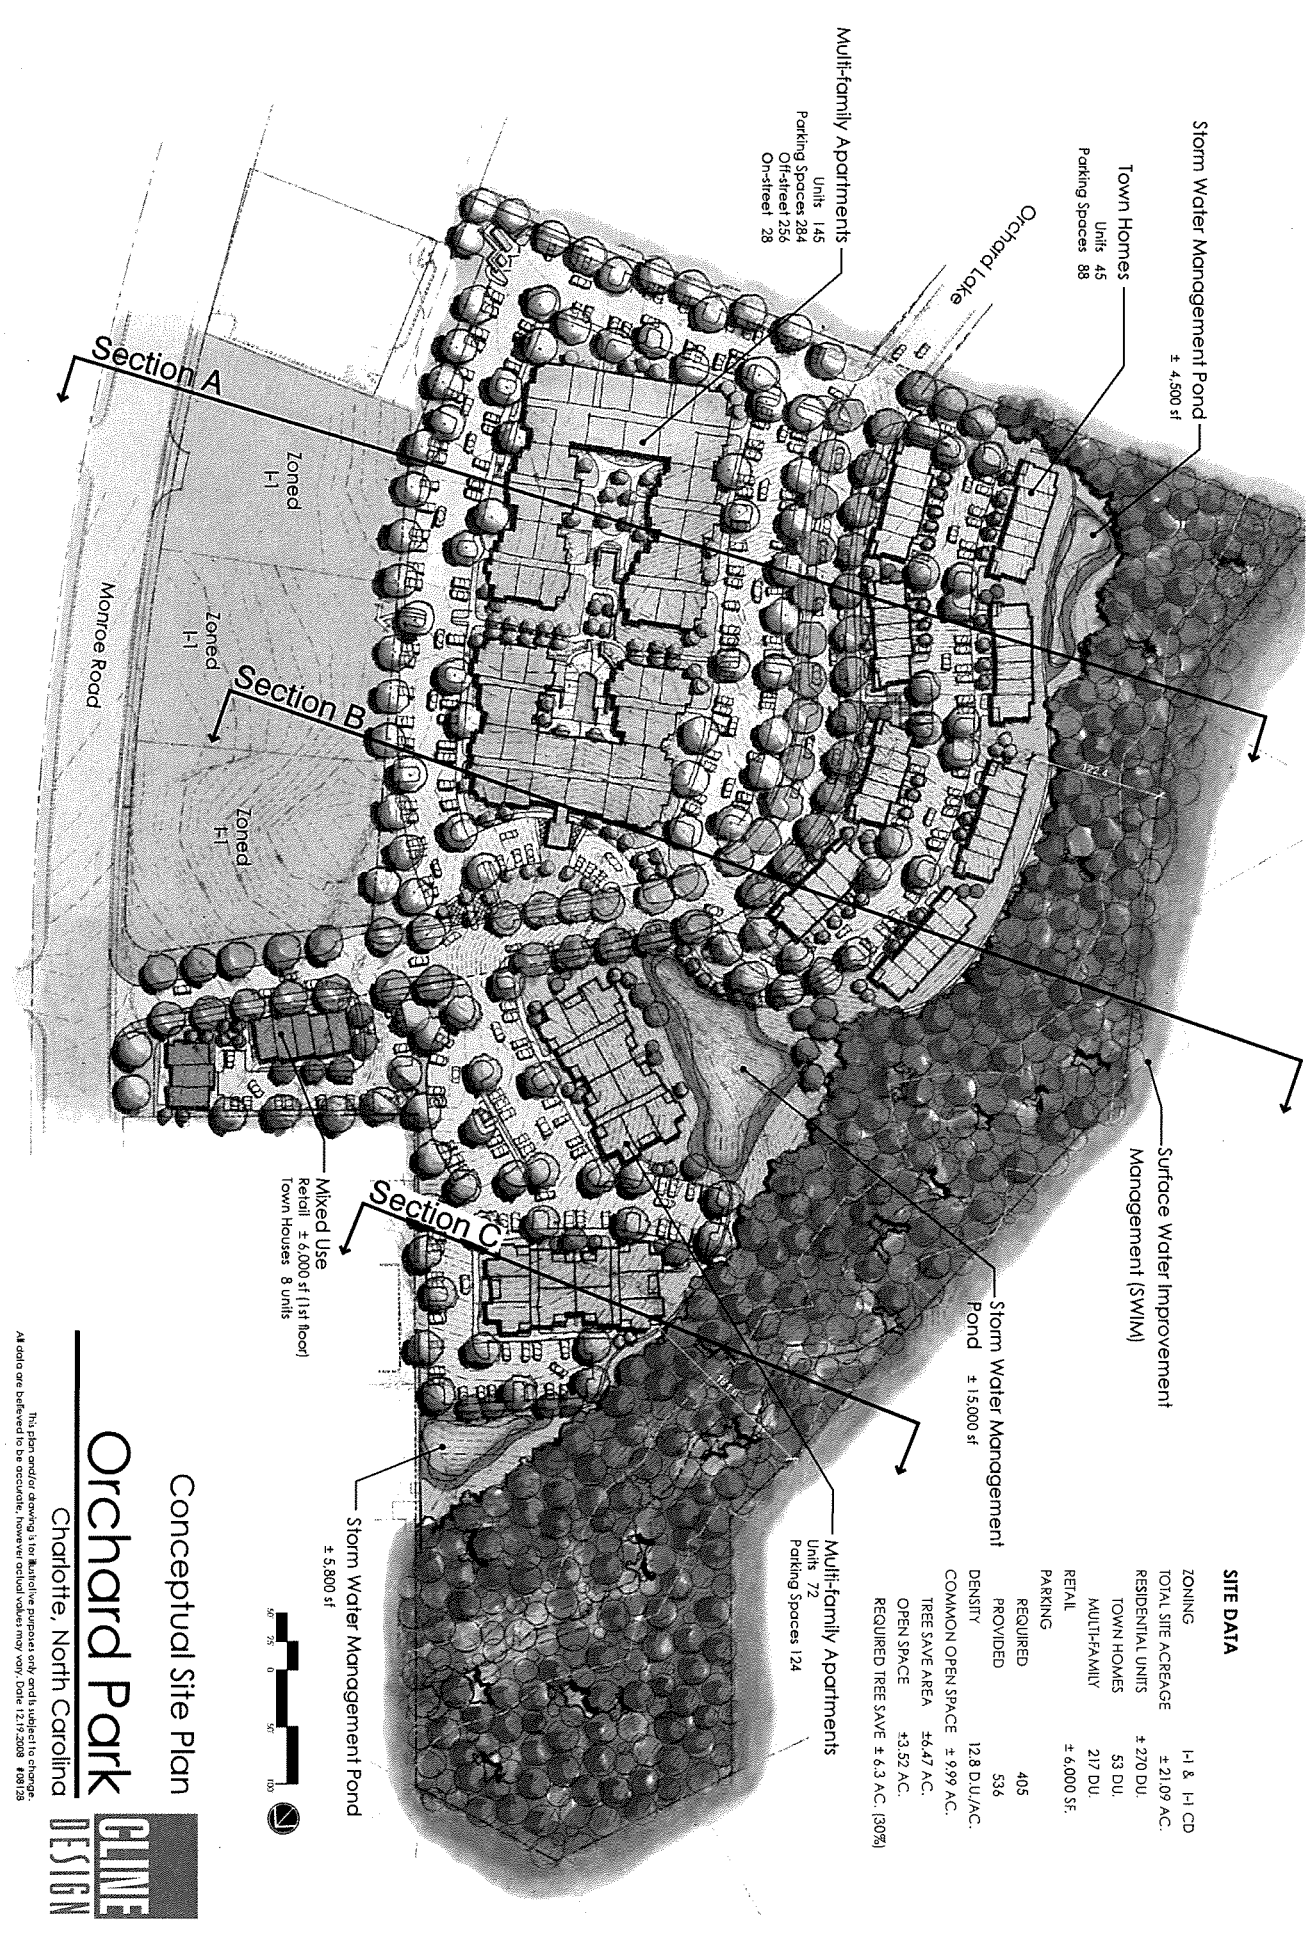 Storm Water Management Pond
± 4,500 sf
Town Homes
Units 45
Parking Spaces 88
Orchard Lake
Multi-family Apartments
Units 145
Parking Spaces 284
Off-street 256
On-street 28
Section A
Section B
Section C
Zoned
I-1
Zoned
I-1
Zoned
I-1
Monroe Road
122.4
Surface Water Improvement
Management (SWIM)
Storm Water Management
Pond ± 15,000 sf
Multi-family Apartments
Units 72
Parking Spaces 124
Mixed Use
Retail ± 6,000 sf (1st floor)
Town Houses 8 units
Storm Water Management Pond
± 5,800 sf
SITE DATA
ZONING I-1 & I-1 CD
TOTAL SITE ACREAGE ± 21.09 AC.
RESIDENTIAL UNITS ± 270 DU.
TOWN HOMES 53 DU.
MULTI-FAMILY 217 DU.
RETAIL ± 6,000 SF.
PARKING
REQUIRED 405
PROVIDED 536
DENSITY 12.8 D.U./AC.
COMMON OPEN SPACE ± 9.99 AC.
TREE SAVE AREA ±6.47 AC.
OPEN SPACE ±3.52 AC.
REQUIRED TREE SAVE ± 6.3 AC. (30%)
50 25 0 50 100
Conceptual Site Plan
Orchard Park
Charlotte, North Carolina
This plan and/or drawing is for illustrative purposes only and is subject to change.
All data are believed to be accurate, however actual values may vary. Date 12.19.2008 #08128
CLINE
DESIGN